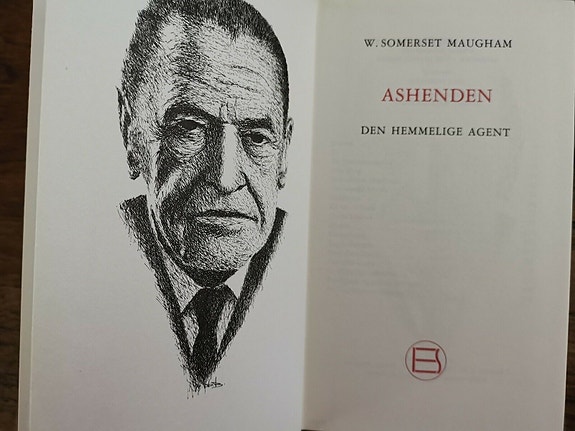 W. SOMERSET MAUGHAM
ASHENDEN
DEN HEMMELIGE AGENT